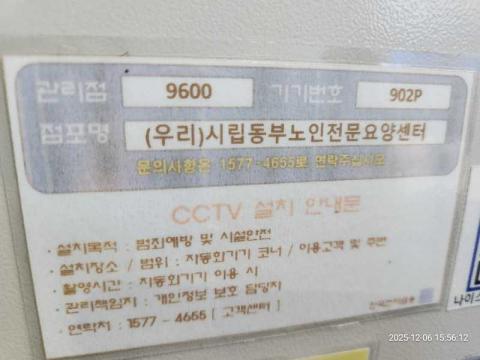 관리점 9600 기기번호 902P
점포명 (우리)시립동부노인전문요양센터
문의사항은 1577-4655로 연락주십시오
CCTV 설치 안내문
· 설치목적 : 범죄예방 및 시설안전
· 설치장소 / 범위 : 자동화기기 코너 / 이용고객 및 주변
· 촬영시간 : 자동화기기 이용 시
· 관리책임자 : 개인정보 보호 담당자
· 연락처 : 1577 - 4655 [ 고객센터 ]
나이스
2025-12-06 15:56:12